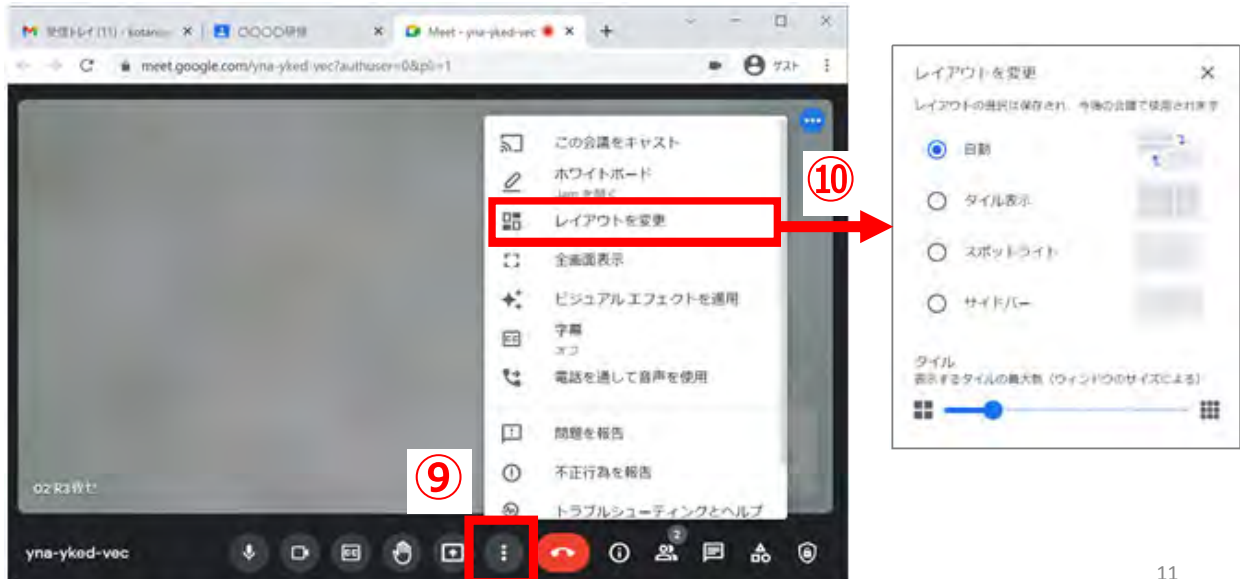 受信トレイ (11) - kotano
〇〇〇〇研修
Meet - yna-yked-vec
meet.google.com/yna-yked-vec?authuser=0&pli=1
ゲスト
この会議をキャスト
ホワイトボード
Jam を開く
レイアウトを変更
全画面表示
ビジュアル エフェクトを適用
字幕
オフ
電話を通して音声を使用
問題を報告
不正行為を報告
トラブルシューティングとヘルプ
⑨
⑩
02 R3
yna-yked-vec
2
レイアウトを変更
レイアウトの選択は保存され、今後の会議で使用されます
自動
タイル表示
スポットライト
サイドバー
タイル
表示するタイルの最大数（ウィンドウのサイズによる）
11